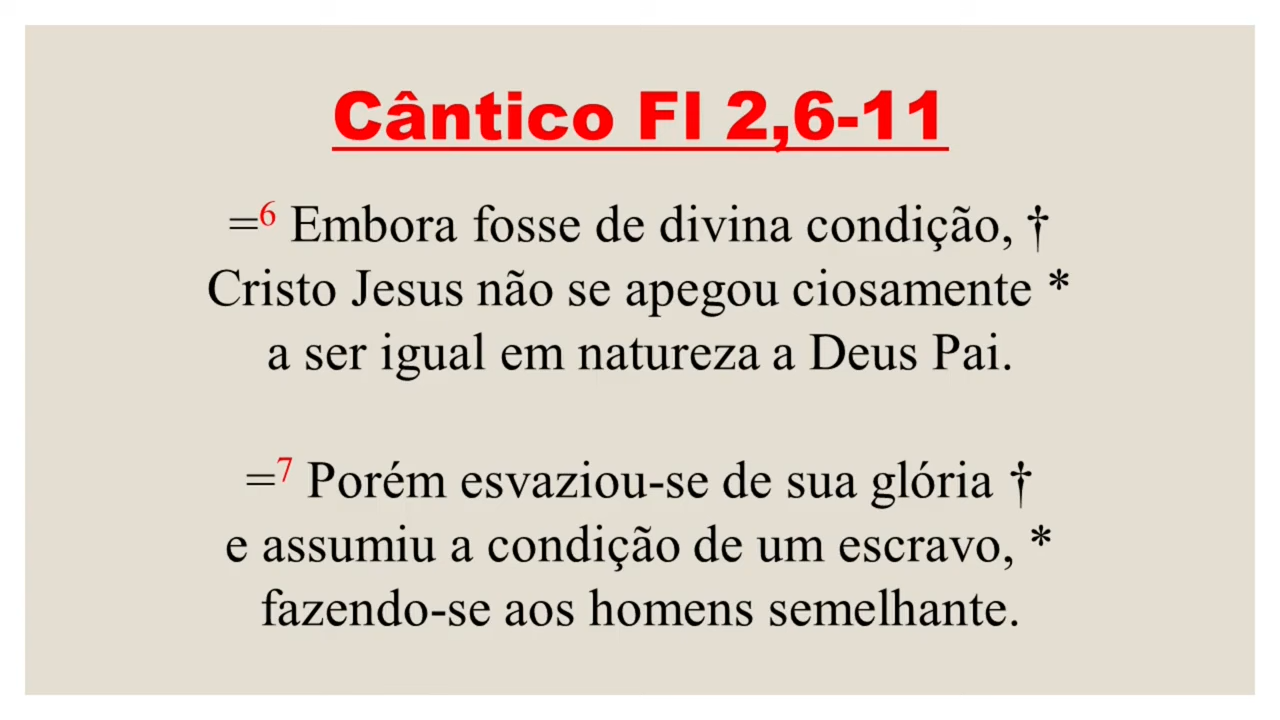 Cântico Fl 2,6-11
=6 Embora fosse de divina condição, †
Cristo Jesus não se apegou ciosamente *
a ser igual em natureza a Deus Pai.
=7 Porém esvaziou-se de sua glória †
e assumiu a condição de um escravo, *
fazendo-se aos homens semelhante.